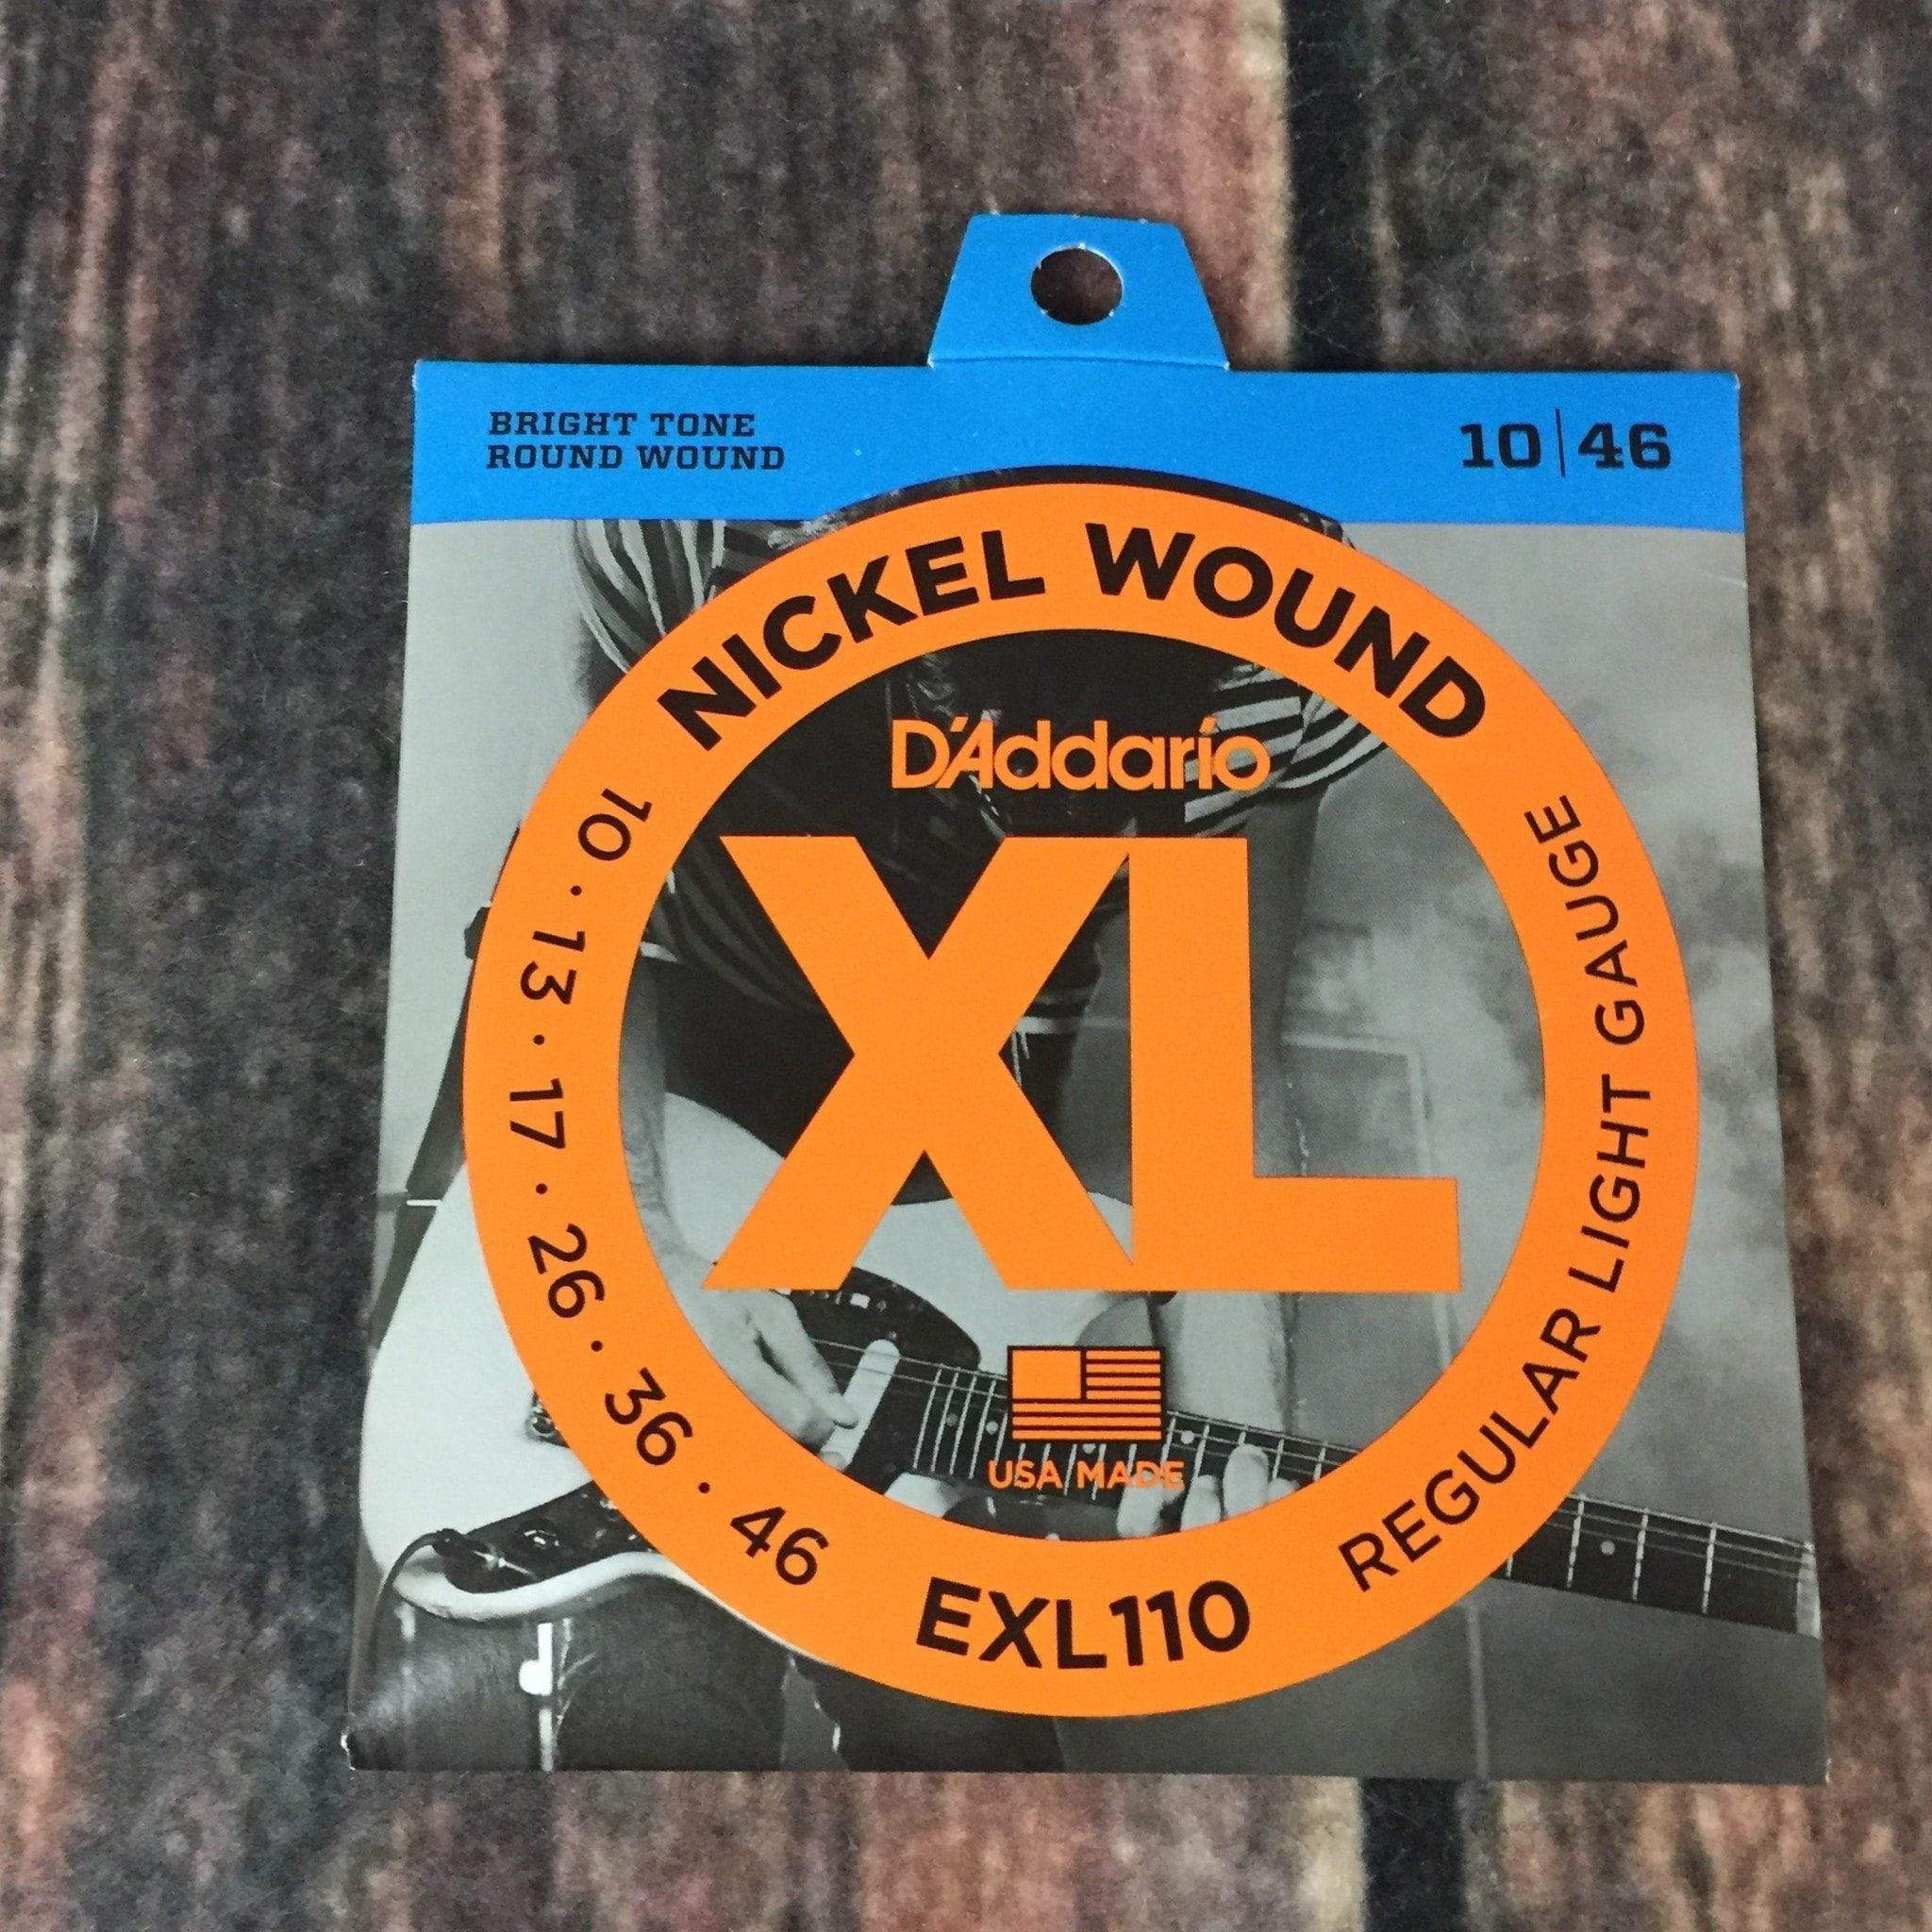 BRIGHT TONE
ROUND WOUND
10|46
NICKEL WOUND
D'Addario
XL
USA MADE
10 · 13 · 17 · 26 · 36 · 46
EXL110
REGULAR LIGHT GAUGE